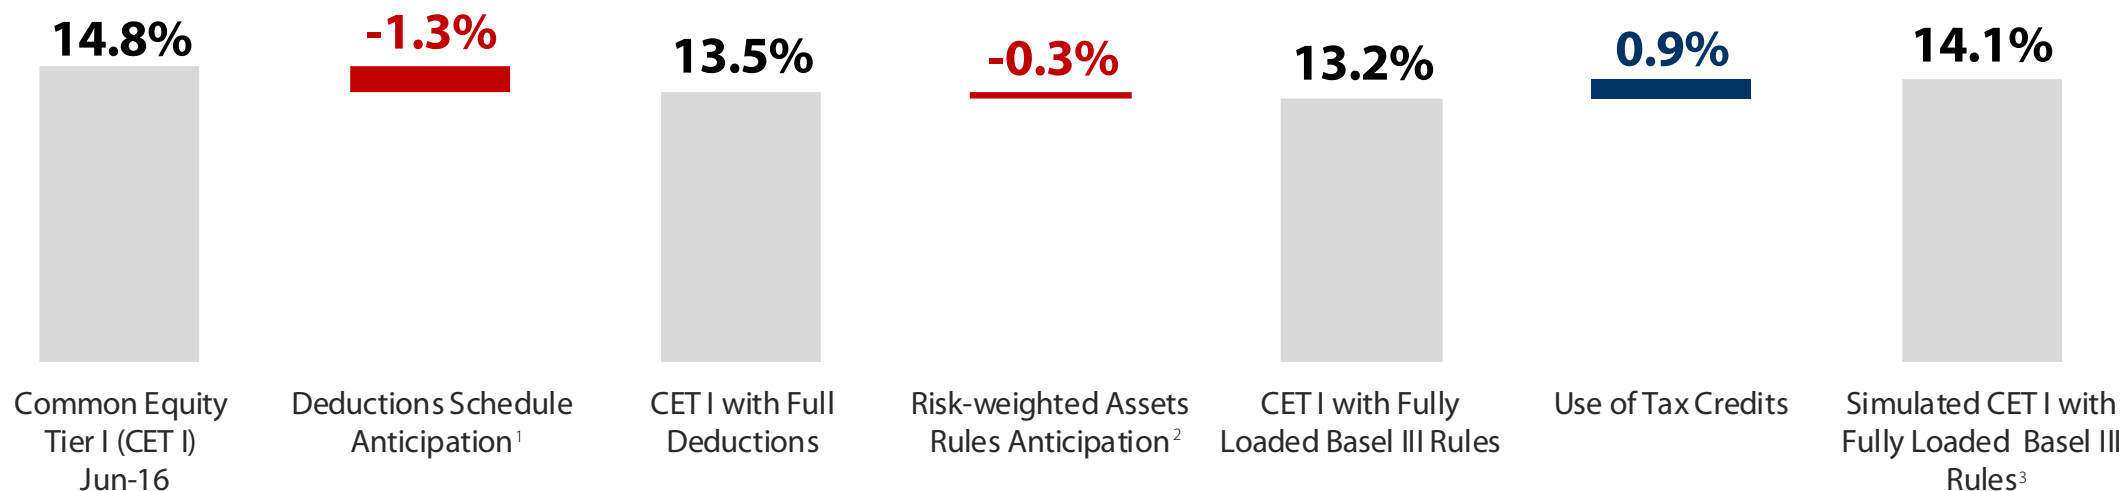 14.8%
-1.3%
13.5%
-0.3%
13.2%
0.9%
14.1%
Common Equity
Tier I (CET I)
Jun-16
Deductions Schedule
Anticipation1
CET I with Full
Deductions
Risk-weighted Assets
Rules Anticipation2
CET I with Fully
Loaded Basel III Rules
Use of Tax Credits
Simulated CET I with
Fully Loaded Basel III
Rules3